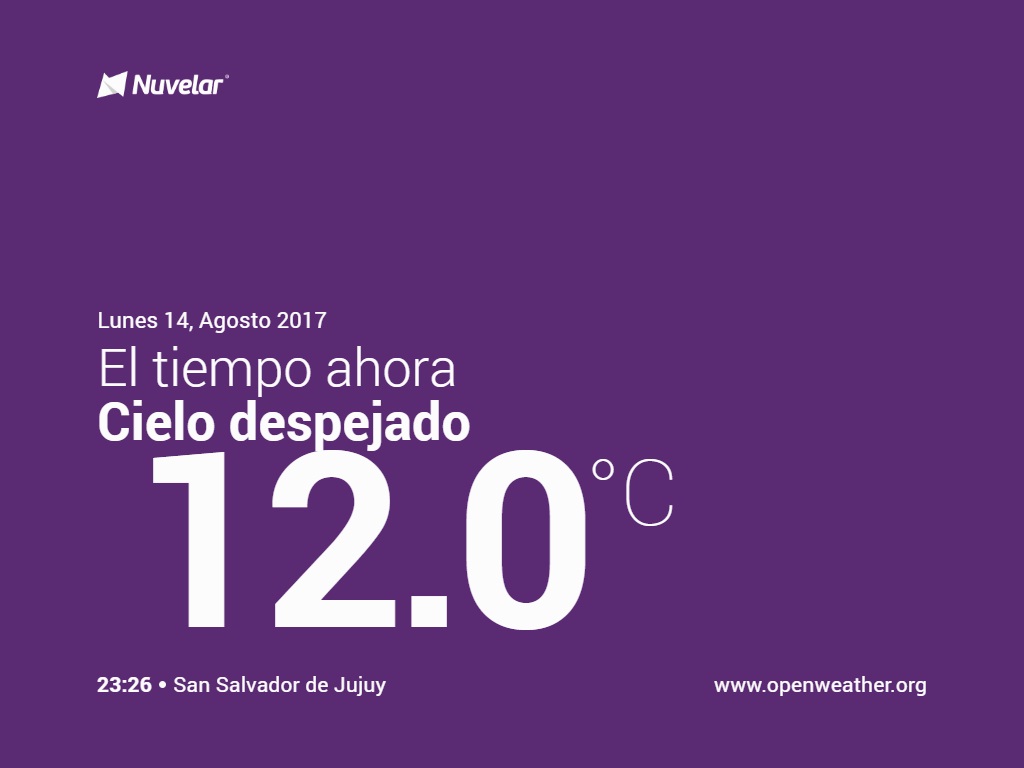 Nuvelar
Lunes 14, Agosto 2017
El tiempo ahora
Cielo despejado
12.0°C
23:26 • San Salvador de Jujuy
www.openweather.org